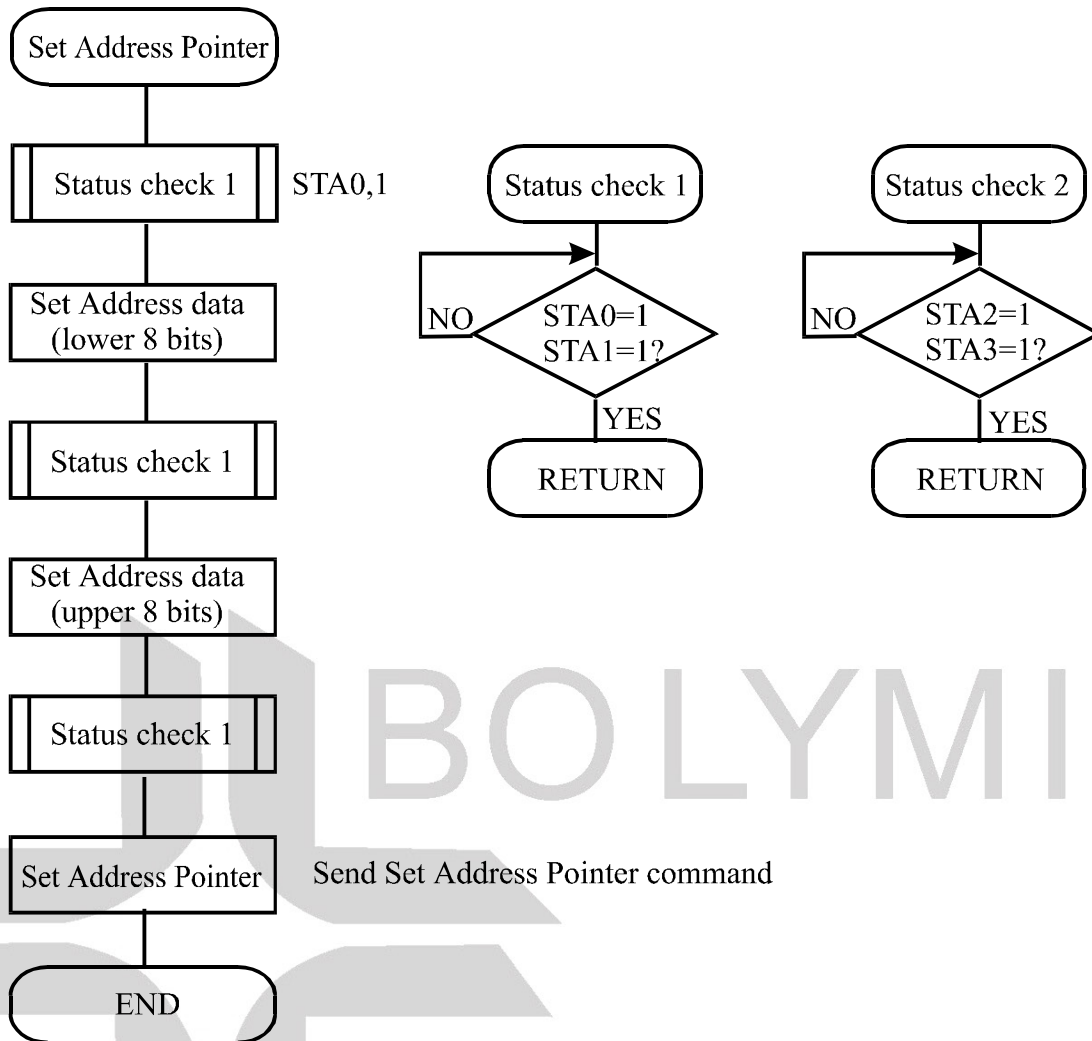 Set Address Pointer
Status check 1
STA0,1
Set Address data
(lower 8 bits)
Status check 1
Set Address data
(upper 8 bits)
Status check 1
Set Address Pointer
Send Set Address Pointer command
END
Status check 1
NO
STA0=1
STA1=1?
YES
RETURN
Status check 2
NO
STA2=1
STA3=1?
YES
RETURN
BOLYMI